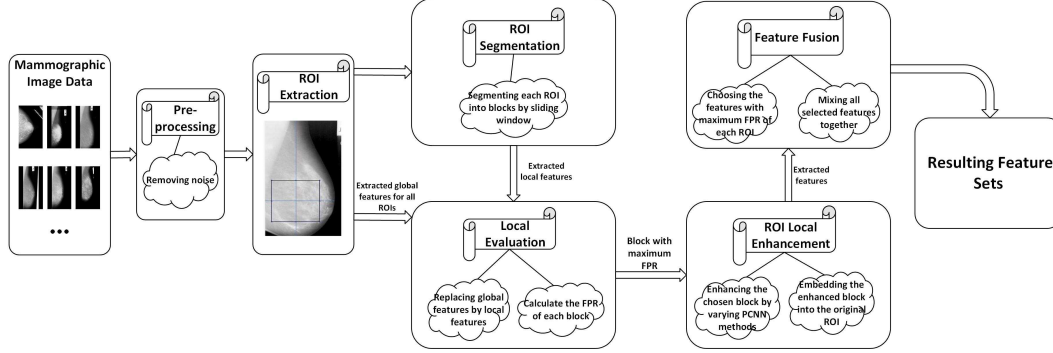 Mammographic
Image Data
•••
Pre-
processing
Removing noise
ROI
Extraction
ROI
Segmentation
Segmenting each ROI
into blocks by sliding
window
Extracted
local features
Extracted global
features for all
ROIs
Local
Evaluation
Replacing global
features by local
features
Calculate the FPR
of each block
Block with
maximum
FPR
ROI Local
Enhancement
Enhancing the
chosen block by
varying PCNN
methods
Embedding the
enhanced block
into the original
ROI
Extracted
features
Feature Fusion
Choosing the
features with
maximum FPR of
each ROI
Mixing all
selected features
together
Resulting Feature
Sets